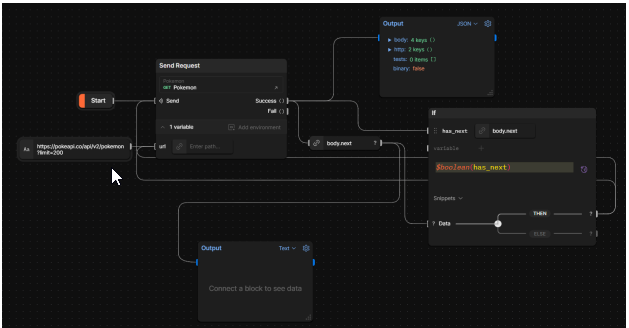 Output
JSON
body: 4 keys {}
http: 2 keys {}
tests: 0 items []
binary: false
Send Request
Pokemon
GET Pokemon
Start
Send
Success {}
Fail {}
1 variable
Add environment
url
Enter path...
Aa
https://pokeapi.co/api/v2/pokemon
?limit=200
body.next
?
If
has_next
body.next
variable
$boolean(has_next)
Snippets
? Data
THEN
?
ELSE
?
Output
Text
Connect a block to see data